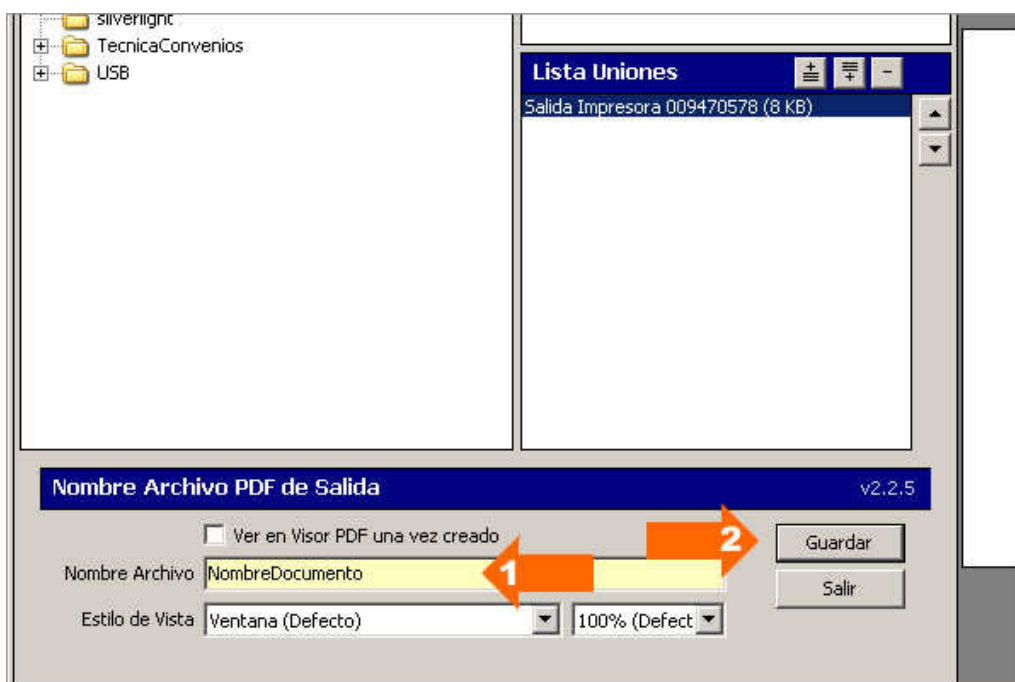 silverlight
TecnicaConvenios
USB
Lista Uniones
Salida Impresora 009470578 (8 KB)
Nombre Archivo PDF de Salida v2.2.5
Ver en Visor PDF una vez creado
2
Guardar
Nombre Archivo NombreDocumento
1
Salir
Estilo de Vista Ventana (Defecto) 100% (Defect